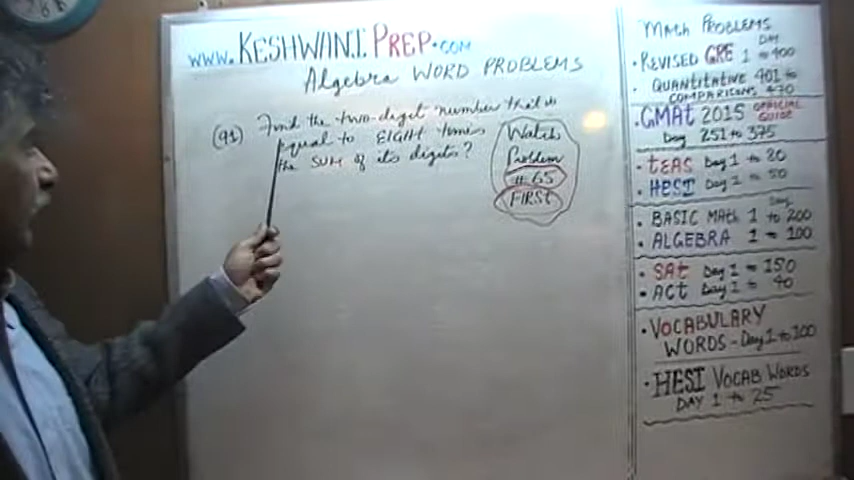 www.KESHWANI PREP.COM
Algebra WORD PROBLEMS
(91) Find the two-digit number that is
equal to EIGHT times
the SUM of its digits?
Watch
Problem
#65
FIRST
MATH PROBLEMS
DAY
• REVISED GRE 1 to 400
• QUANTITATIVE 401 to
COMPARISONS 470
• GMAT 2015 OFFICIAL GUIDE
Day 251 to 375
• TEAS Day 1 to 80
• HESI Day 1 to 50
Day
• BASIC MATH 1 to 200
• ALGEBRA 1 to 100
• SAT Day 1 to 150
• ACT Day 1 to 40
• VOCABULARY
WORDS - Day 1 to 200
• HESI VOCAB WORDS
DAY 1 to 25